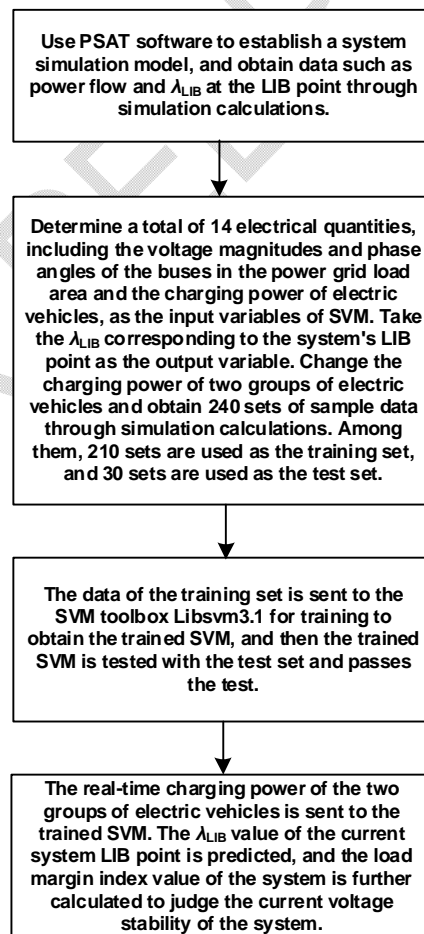 Use PSAT software to establish a system
simulation model, and obtain data such as
power flow and λLIB at the LIB point through
simulation calculations.
Determine a total of 14 electrical quantities,
including the voltage magnitudes and phase
angles of the buses in the power grid load
area and the charging power of electric
vehicles, as the input variables of SVM. Take
the λLIB corresponding to the system's LIB
point as the output variable. Change the
charging power of two groups of electric
vehicles and obtain 240 sets of sample data
through simulation calculations. Among
them, 210 sets are used as the training set,
and 30 sets are used as the test set.
The data of the training set is sent to the
SVM toolbox Libsvm3.1 for training to
obtain the trained SVM, and then the trained
SVM is tested with the test set and passes
the test.
The real-time charging power of the two
groups of electric vehicles is sent to the
trained SVM. The λLIB value of the current
system LIB point is predicted, and the load
margin index value of the system is further
calculated to judge the current voltage
stability of the system.